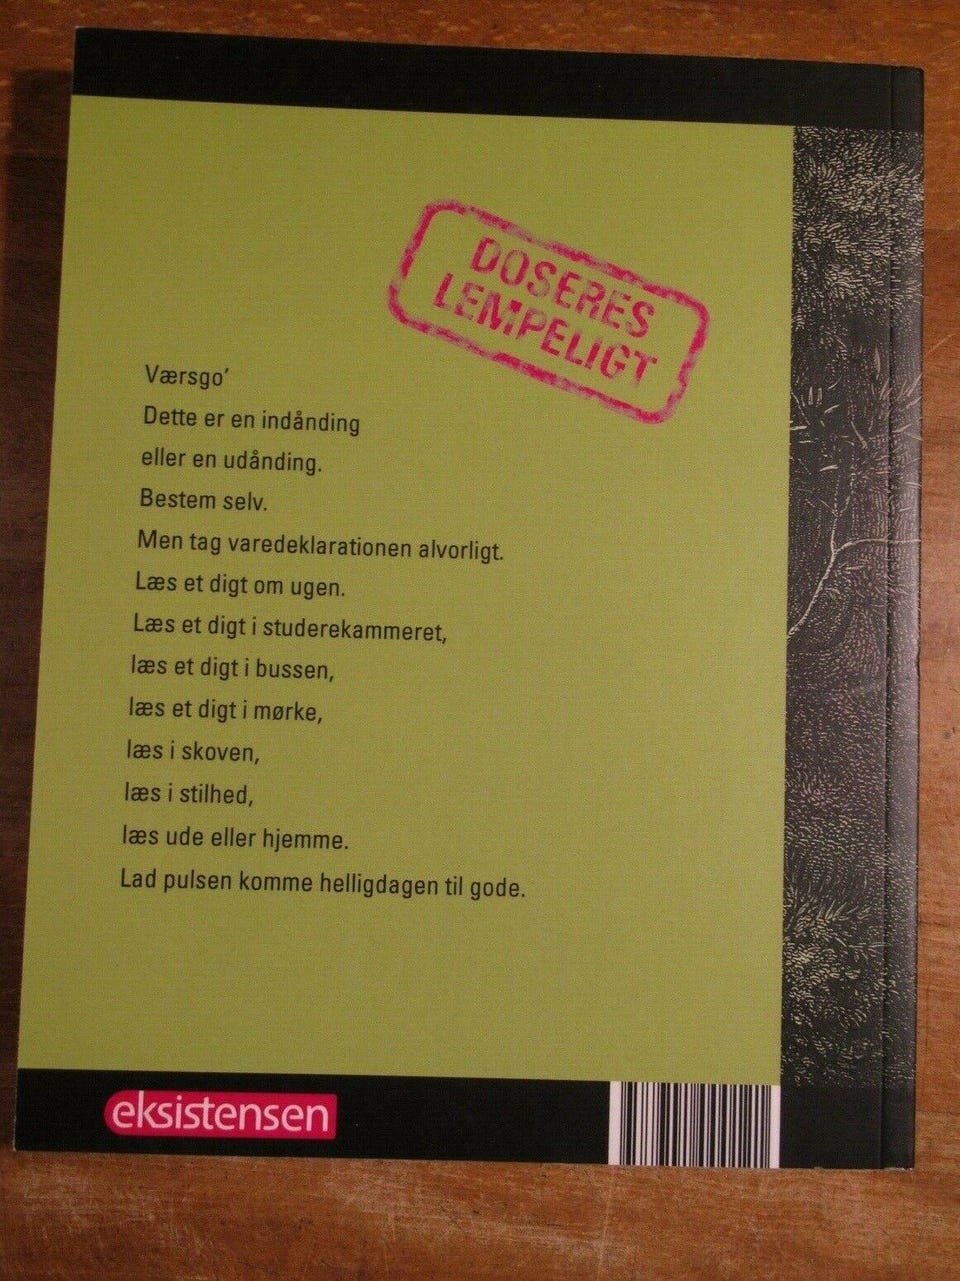 DOSERES
LEMPELIGT
Værsgo’
Dette er en indånding
eller en udånding.
Bestem selv.
Men tag varedeklarationen alvorligt.
Læs et digt om ugen.
Læs et digt i studerekammeret,
læs et digt i bussen,
læs et digt i mørke,
læs i skoven,
læs i stilhed,
læs ude eller hjemme.
Lad pulsen komme helligdagen til gode.
eksistensen